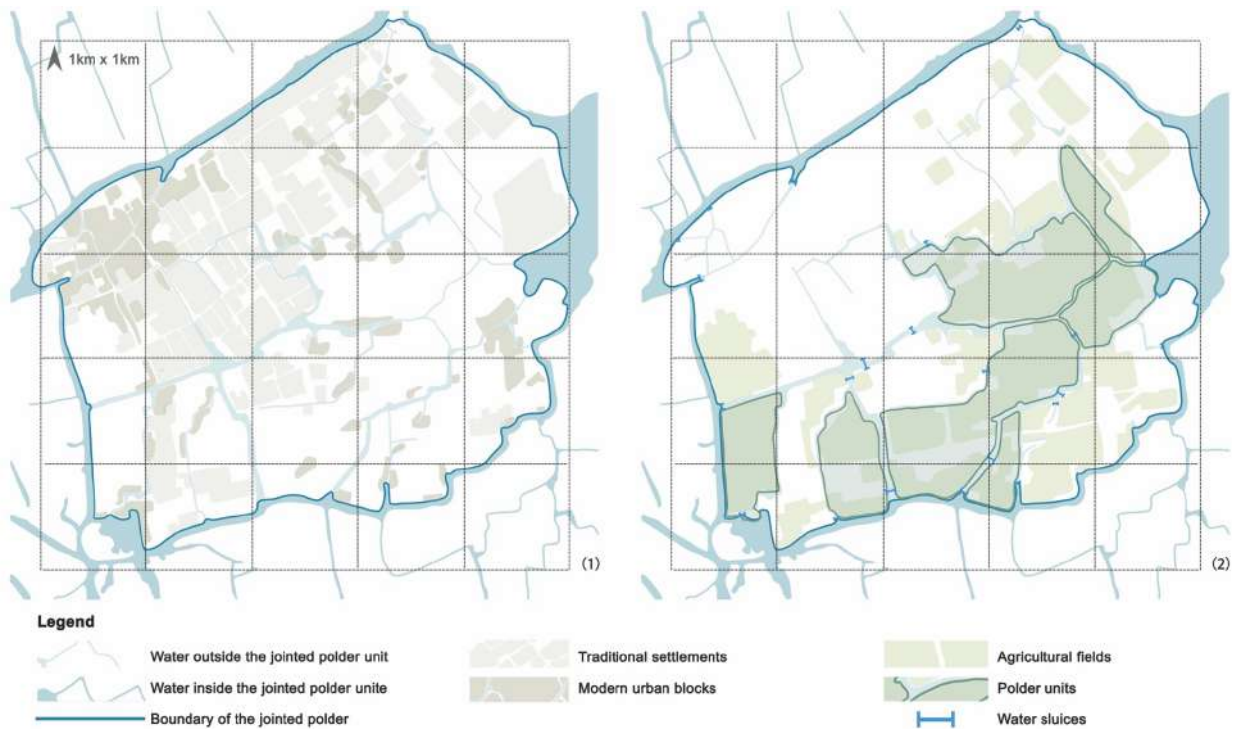 1km x 1km
(1)
(2)
Legend
Water outside the jointed polder unit
Water inside the jointed polder unite
Boundary of the jointed polder
Traditional settlements
Modern urban blocks
Agricultural fields
Polder units
Water sluices